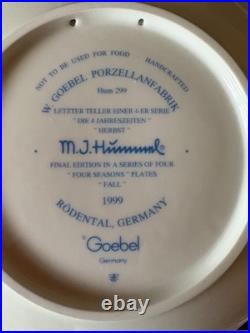 NOT TO BE USED FOR FOOD
HANDCRAFTED
W. GOEBEL PORZELLANFABRIK
Hum 299
LETZTER TELLER EINER 4-ER SERIE
"DIE 4 JAHRESZEITEN"
"HERBST"
M.J. Hummel®
FINAL EDITION IN A SERIES OF FOUR
"FOUR SEASONS" PLATES
"FALL"
1999
RÖDENTAL, GERMANY
Goebel
Germany